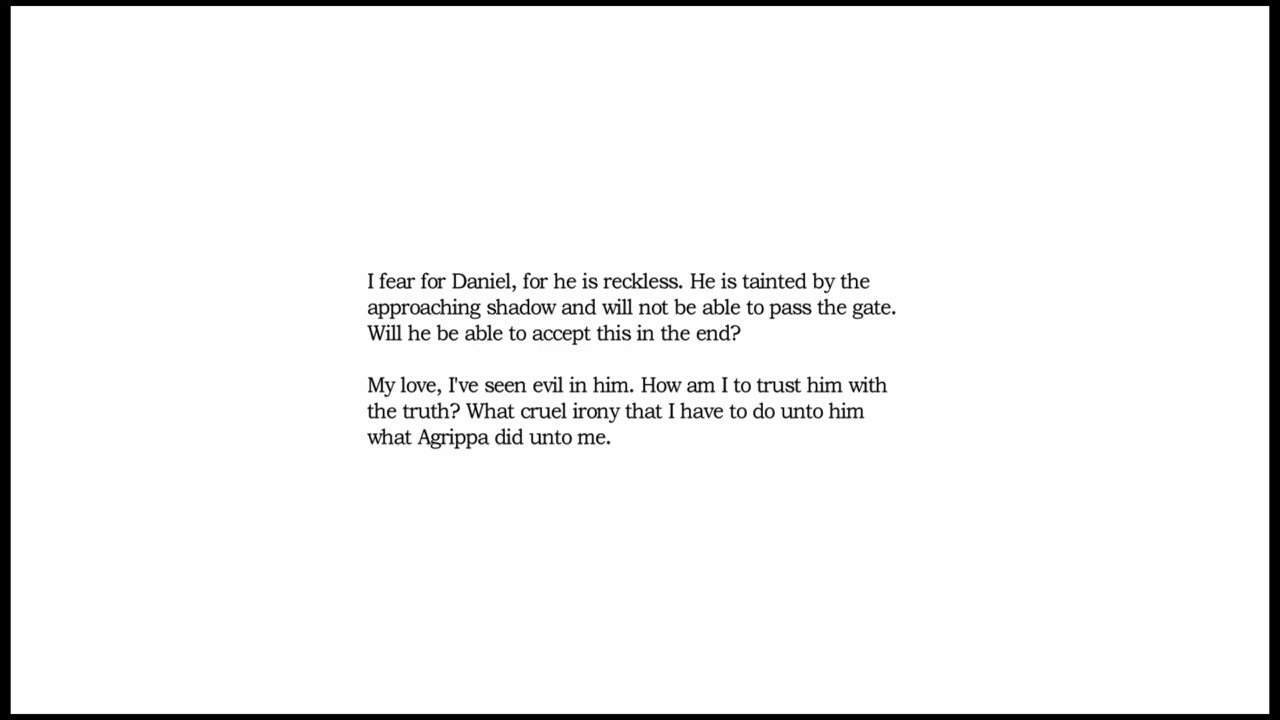 I fear for Daniel, for he is reckless. He is tainted by the
approaching shadow and will not be able to pass the gate.
Will he be able to accept this in the end?
My love, I've seen evil in him. How am I to trust him with
the truth? What cruel irony that I have to do unto him
what Agrippa did unto me.